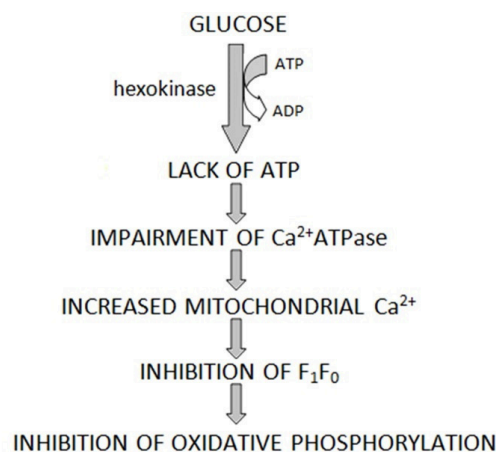 GLUCOSE
ATP
hexokinase
ADP
LACK OF ATP
IMPAIRMENT OF Ca²⁺ATPase
INCREASED MITOCHONDRIAL Ca²⁺
INHIBITION OF F₁F₀
INHIBITION OF OXIDATIVE PHOSPHORYLATION